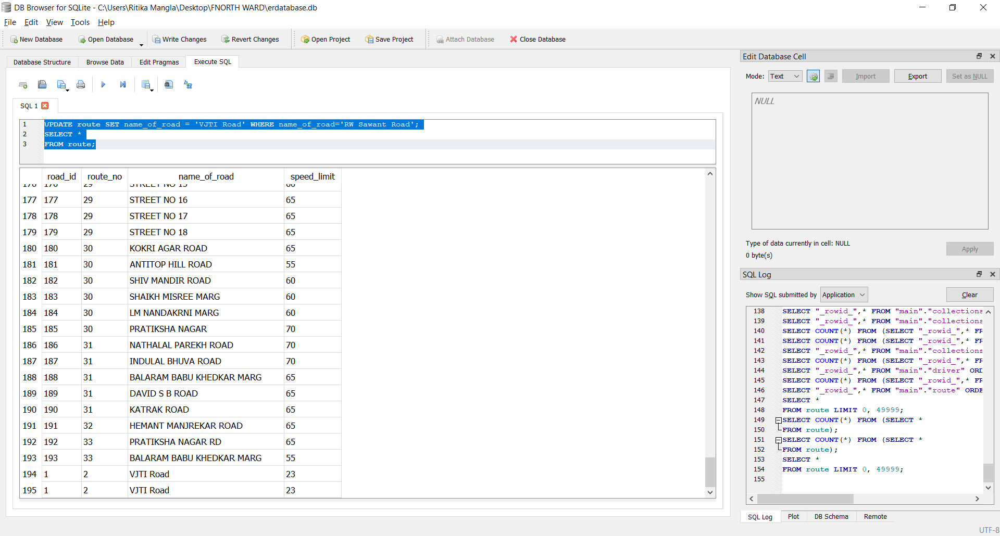 DB Browser for SQLite - C:\Users\Ritika Mangla\Desktop\FNORTH WARD\erdatabase.db
File Edit View Tools Help
New Database Open Database Write Changes Revert Changes Open Project Save Project Attach Database Close Database
Database Structure Browse Data Edit Pragmas Execute SQL
SQL 1
1 UPDATE route SET name_of_road = 'VJTI Road' WHERE name_of_road='RW Sawant Road';
2 SELECT *
3 FROM route;
road_id route_no name_of_road speed_limit
176 176 29 STREET NO 15 60
177 177 29 STREET NO 16 65
178 178 29 STREET NO 17 65
179 179 29 STREET NO 18 65
180 180 30 KOKRI AGAR ROAD 65
181 181 30 ANTITOP HILL ROAD 55
182 182 30 SHIV MANDIR ROAD 60
183 183 30 SHAIKH MISREE MARG 60
184 184 30 LM NANDAKRNI MARG 60
185 185 30 PRATIKSHA NAGAR 70
186 186 31 NATHALAL PAREKH ROAD 70
187 187 31 INDULAL BHUVA ROAD 70
188 188 31 BALARAM BABU KHEDKAR MARG 65
189 189 31 DAVID S B ROAD 65
190 190 31 KATRAK ROAD 65
191 191 32 HEMANT MANJREKAR ROAD 65
192 192 33 PRATIKSHA NAGAR RD 65
193 193 33 BALARAM BABU KHEDKAR MARG 55
194 1 2 VJTI Road 23
195 1 2 VJTI Road 23
Edit Database Cell
Mode: Text Import Export Set as NULL
NULL
Type of data currently in cell: NULL
0 byte(s)
Apply
SQL Log
Show SQL submitted by Application Clear
138 SELECT "_rowid_",* FROM "main"."collections
139 SELECT "_rowid_",* FROM "main"."collections
140 SELECT COUNT(*) FROM (SELECT "_rowid_",* FR
141 SELECT COUNT(*) FROM (SELECT "_rowid_",* FR
142 SELECT "_rowid_",* FROM "main"."collections
143 SELECT COUNT(*) FROM (SELECT "_rowid_",* FR
144 SELECT "_rowid_",* FROM "main"."driver" ORD
145 SELECT COUNT(*) FROM (SELECT "_rowid_",* FR
146 SELECT "_rowid_",* FROM "main"."route" ORDE
147 SELECT *
148 FROM route LIMIT 0, 49999;
149 SELECT COUNT(*) FROM (SELECT *
150 FROM route);
151 SELECT COUNT(*) FROM (SELECT *
152 FROM route);
153 SELECT *
154 FROM route LIMIT 0, 49999;
155
SQL Log Plot DB Schema Remote
UTF-8